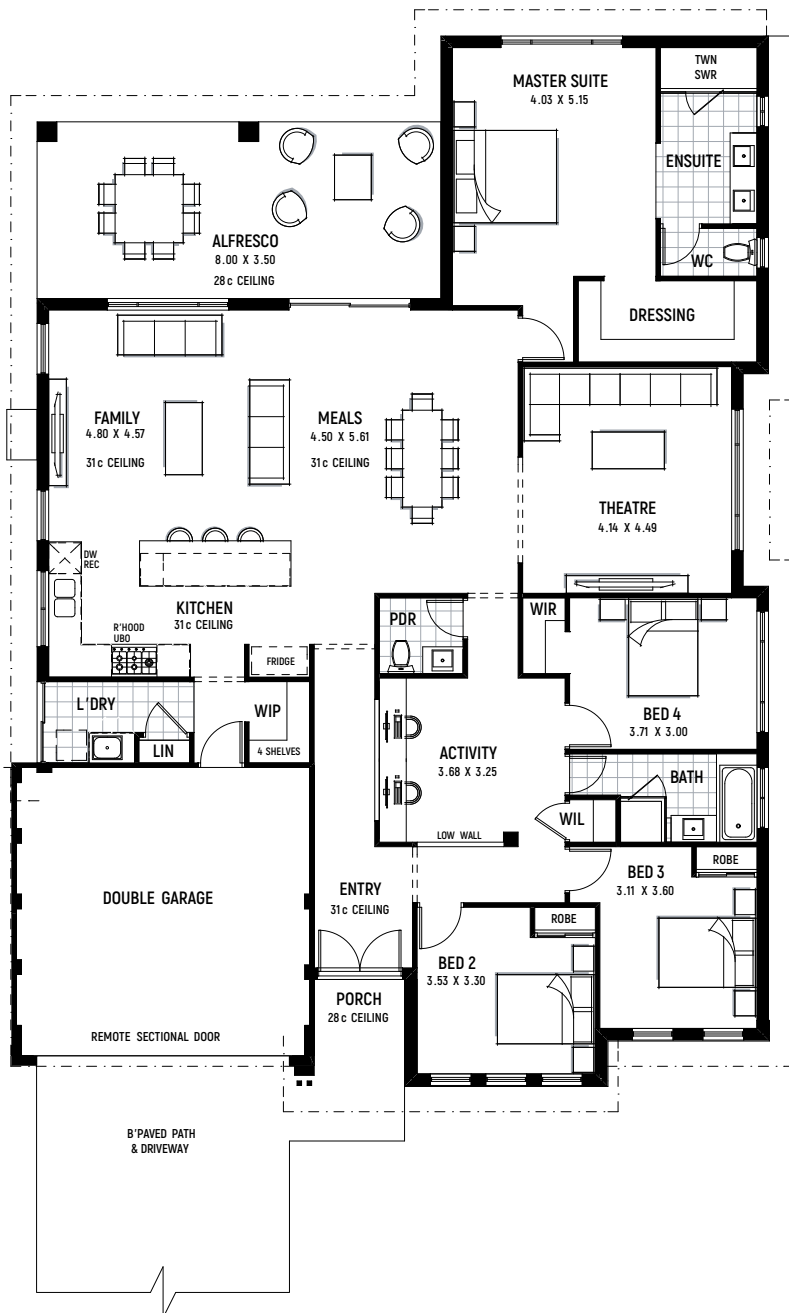 TWN
SWR
MASTER SUITE
4.03 X 5.15
ENSUITE
WC
DRESSING
ALFRESCO
8.00 X 3.50
28c CEILING
FAMILY
4.80 X 4.57
31c CEILING
MEALS
4.50 X 5.61
31c CEILING
THEATRE
4.14 X 4.49
DW
REC
KITCHEN
31c CEILING
R'HOOD
UBO
FRIDGE
PDR
WIR
L'DRY
LIN
WIP
4 SHELVES
BED 4
3.71 X 3.00
ACTIVITY
3.68 X 3.25
BATH
WIL
LOW WALL
DOUBLE GARAGE
REMOTE SECTIONAL DOOR
ENTRY
31c CEILING
BED 3
3.11 X 3.60
ROBE
ROBE
BED 2
3.53 X 3.30
PORCH
28c CEILING
B'PAVED PATH
& DRIVEWAY